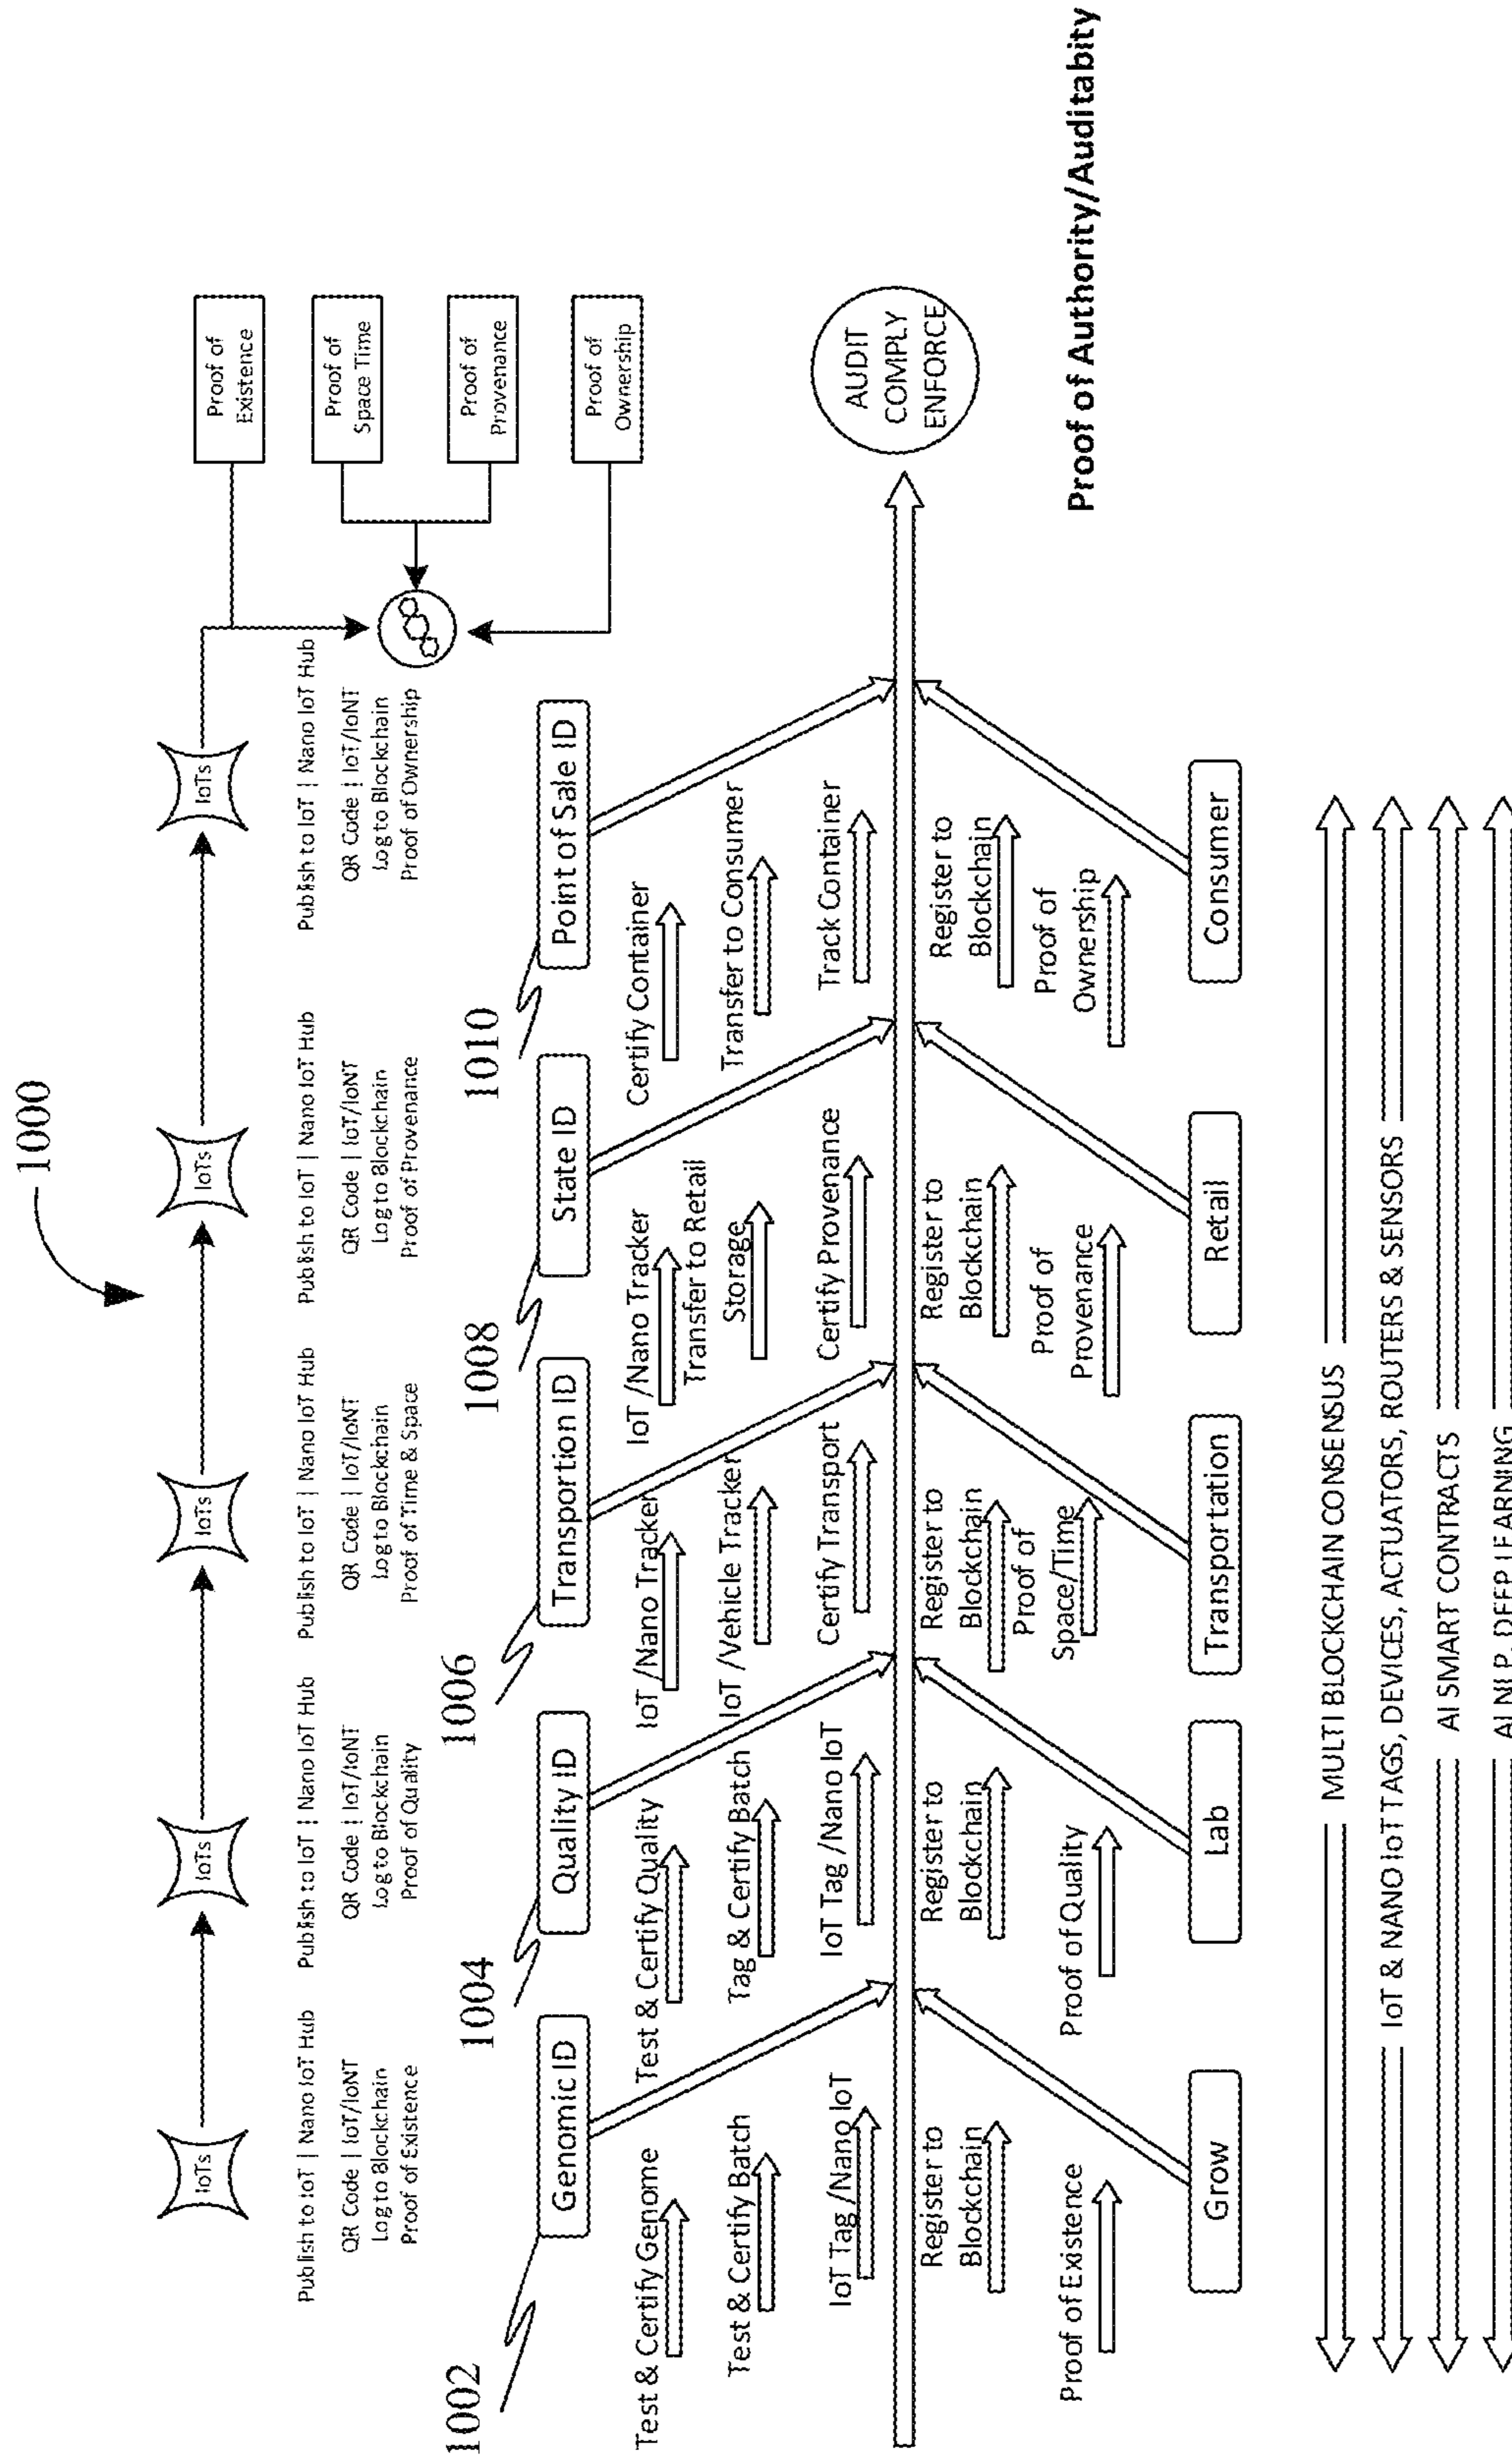 1000
IoTs
IoTs
IoTs
IoTs
IoTs
Publish to IoT | Nano IoT Hub
QR Code | IoT/IoNT
Log to Blockchain
Proof of Existence
Publish to IoT | Nano IoT Hub
QR Code | IoT/IoNT
Log to Blockchain
Proof of Quality
Publish to IoT | Nano IoT Hub
QR Code | IoT/IoNT
Log to Blockchain
Proof of Time & Space
Publish to IoT | Nano IoT Hub
QR Code | IoT/IoNT
Log to Blockchain
Proof of Provenance
Publish to IoT | Nano IoT Hub
QR Code | IoT/IoNT
Log to Blockchain
Proof of Ownership
Proof of
Existence
Proof of
Space Time
Proof of
Provenance
Proof of
Ownership
1002
Genomic ID
1004
Quality ID
1006
Transportion ID
1008
State ID
1010
Point of Sale ID
Test & Certify Genome
Test & Certify Batch
IoT Tag /Nano IoT
Register to
Blockchain
Proof of Existence
Test & Certify Quality
Tag & Certify Batch
IoT Tag /Nano IoT
Register to
Blockchain
Proof of Quality
IoT /Nano Tracker
IoT /Vehicle Tracker
Certify Transport
Register to
Blockchain
Proof of
Space/Time
IoT /Nano Tracker
Transfer to Retail
Storage
Certify Provenance
Register to
Blockchain
Proof of
Provenance
Certify Container
Transfer to Consumer
Track Container
Register to
Blockchain
Proof of
Ownership
AUDIT
COMPLY
ENFORCE
Proof of Authority/Auditabity
Grow
Lab
Transportation
Retail
Consumer
MULTI BLOCKCHAIN CONSENSUS
IoT & NANO IoT TAGS, DEVICES, ACTUATORS, ROUTERS & SENSORS
AI SMART CONTRACTS
AI NLP, DEEP LEARNING